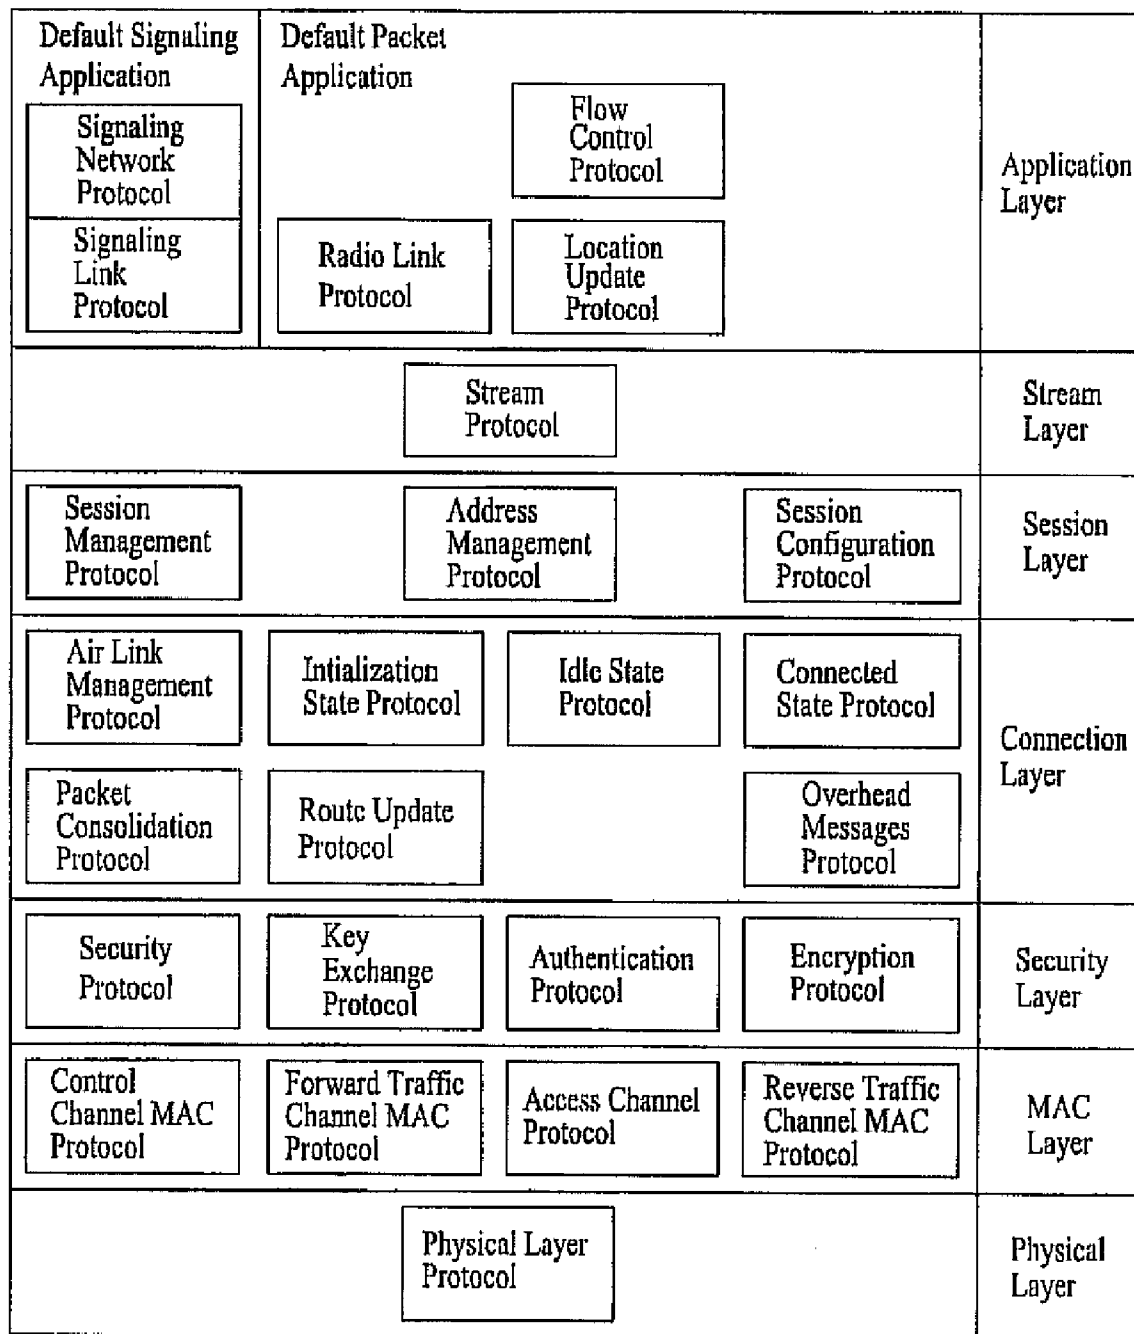 Default Signaling
Application
Default Packet
Application
Signaling
Network
Protocol
Flow
Control
Protocol
Application
Layer
Signaling
Link
Protocol
Radio Link
Protocol
Location
Update
Protocol
Stream
Protocol
Stream
Layer
Session
Management
Protocol
Address
Management
Protocol
Session
Configuration
Protocol
Session
Layer
Air Link
Management
Protocol
Intialization
State Protocol
Idle State
Protocol
Connected
State Protocol
Connection
Layer
Packet
Consolidation
Protocol
Route Update
Protocol
Overhead
Messages
Protocol
Security
Protocol
Key
Exchange
Protocol
Authentication
Protocol
Encryption
Protocol
Security
Layer
Control
Channel MAC
Protocol
Forward Traffic
Channel MAC
Protocol
Access Channel
Protocol
Reverse Traffic
Channel MAC
Protocol
MAC
Layer
Physical Layer
Protocol
Physical
Layer